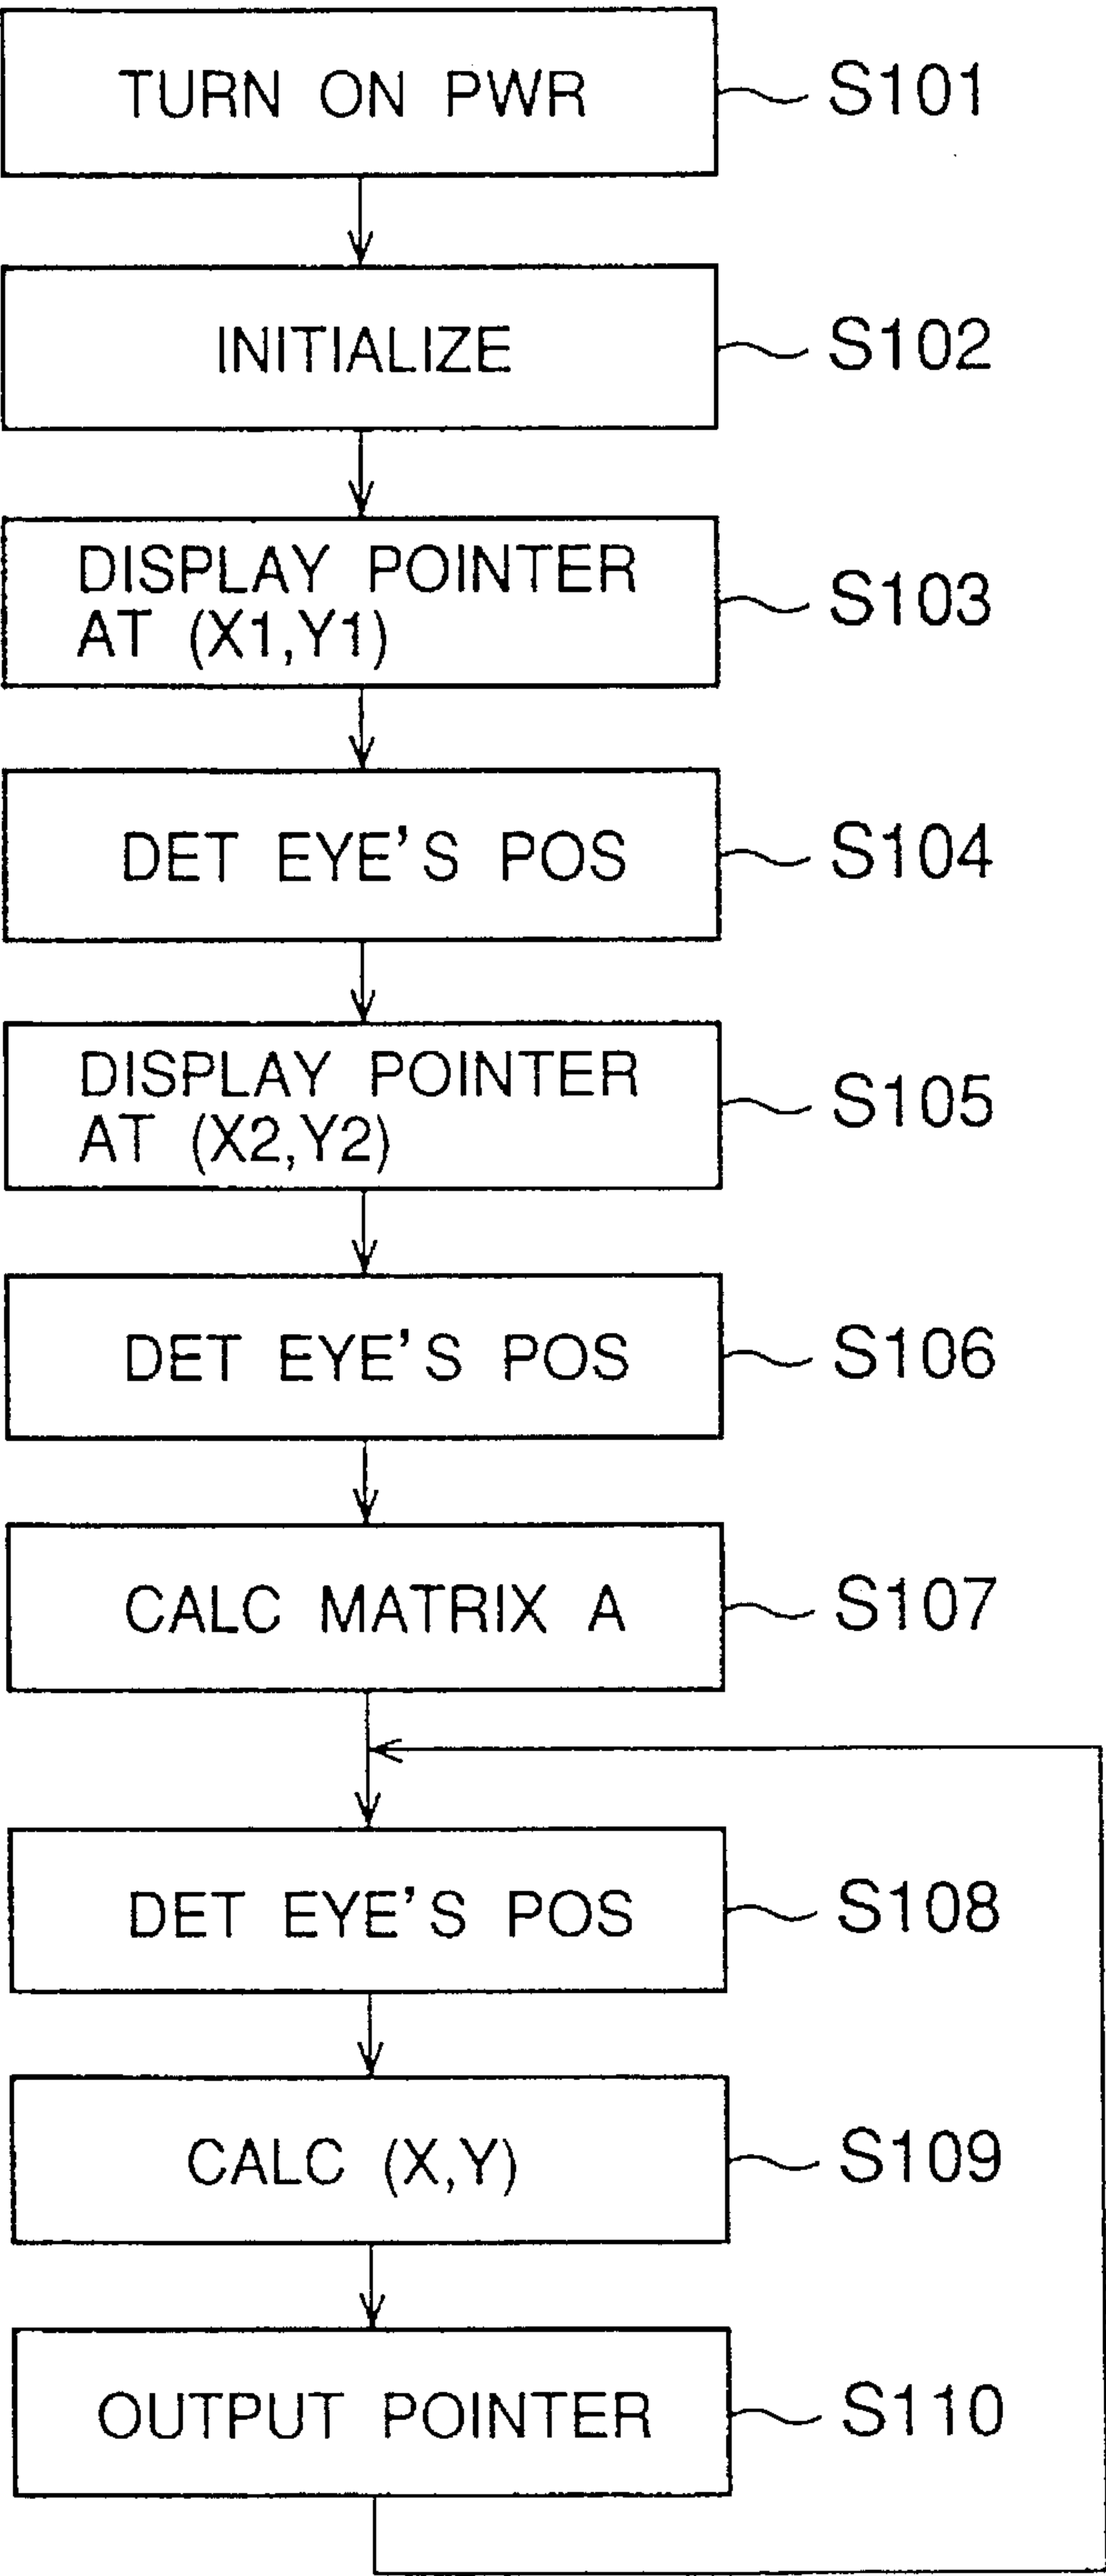 TURN ON PWR
S101
INITIALIZE
S102
DISPLAY POINTER
AT (X1,Y1)
S103
DET EYE'S POS
S104
DISPLAY POINTER
AT (X2,Y2)
S105
DET EYE'S POS
S106
CALC MATRIX A
S107
DET EYE'S POS
S108
CALC (X,Y)
S109
OUTPUT POINTER
S110